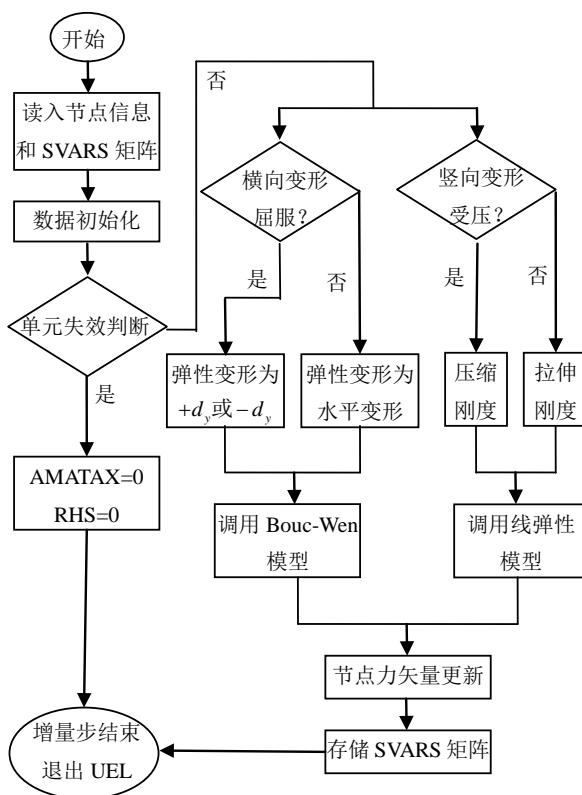 开始
读入节点信息
和 SVARS 矩阵
数据初始化
单元失效判断
否
是
AMATAX=0
RHS=0
横向变形
屈服?
是
否
弹性变形为
+d_y或-d_y
弹性变形为
水平变形
调用 Bouc-Wen
模型
竖向变形
受压?
是
否
压缩
刚度
拉伸
刚度
调用线弹性
模型
节点力矢量更新
存储 SVARS 矩阵
增量步结束
退出 UEL